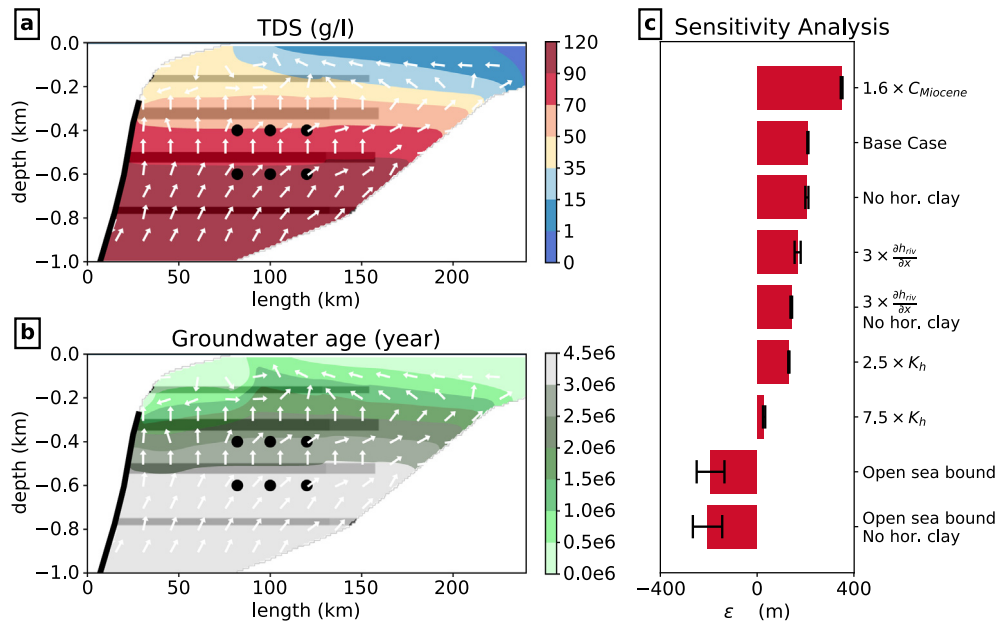 a
TDS (g/l)
depth (km)
0.0
−0.2
−0.4
−0.6
−0.8
−1.0
0
50
100
150
200
length (km)
120
90
70
50
35
15
1
0
b
Groundwater age (year)
depth (km)
0.0
−0.2
−0.4
−0.6
−0.8
−1.0
0
50
100
150
200
length (km)
4.5e6
3.0e6
2.5e6
2.0e6
1.5e6
1.0e6
0.5e6
0.0e6
c
Sensitivity Analysis
1.6 × C_Miocene
Base Case
No hor. clay
3 × ∂h_riv/∂x
3 × ∂h_riv/∂x
No hor. clay
2.5 × K_h
7.5 × K_h
Open sea bound
Open sea bound
No hor. clay
−400
0
400
ε (m)